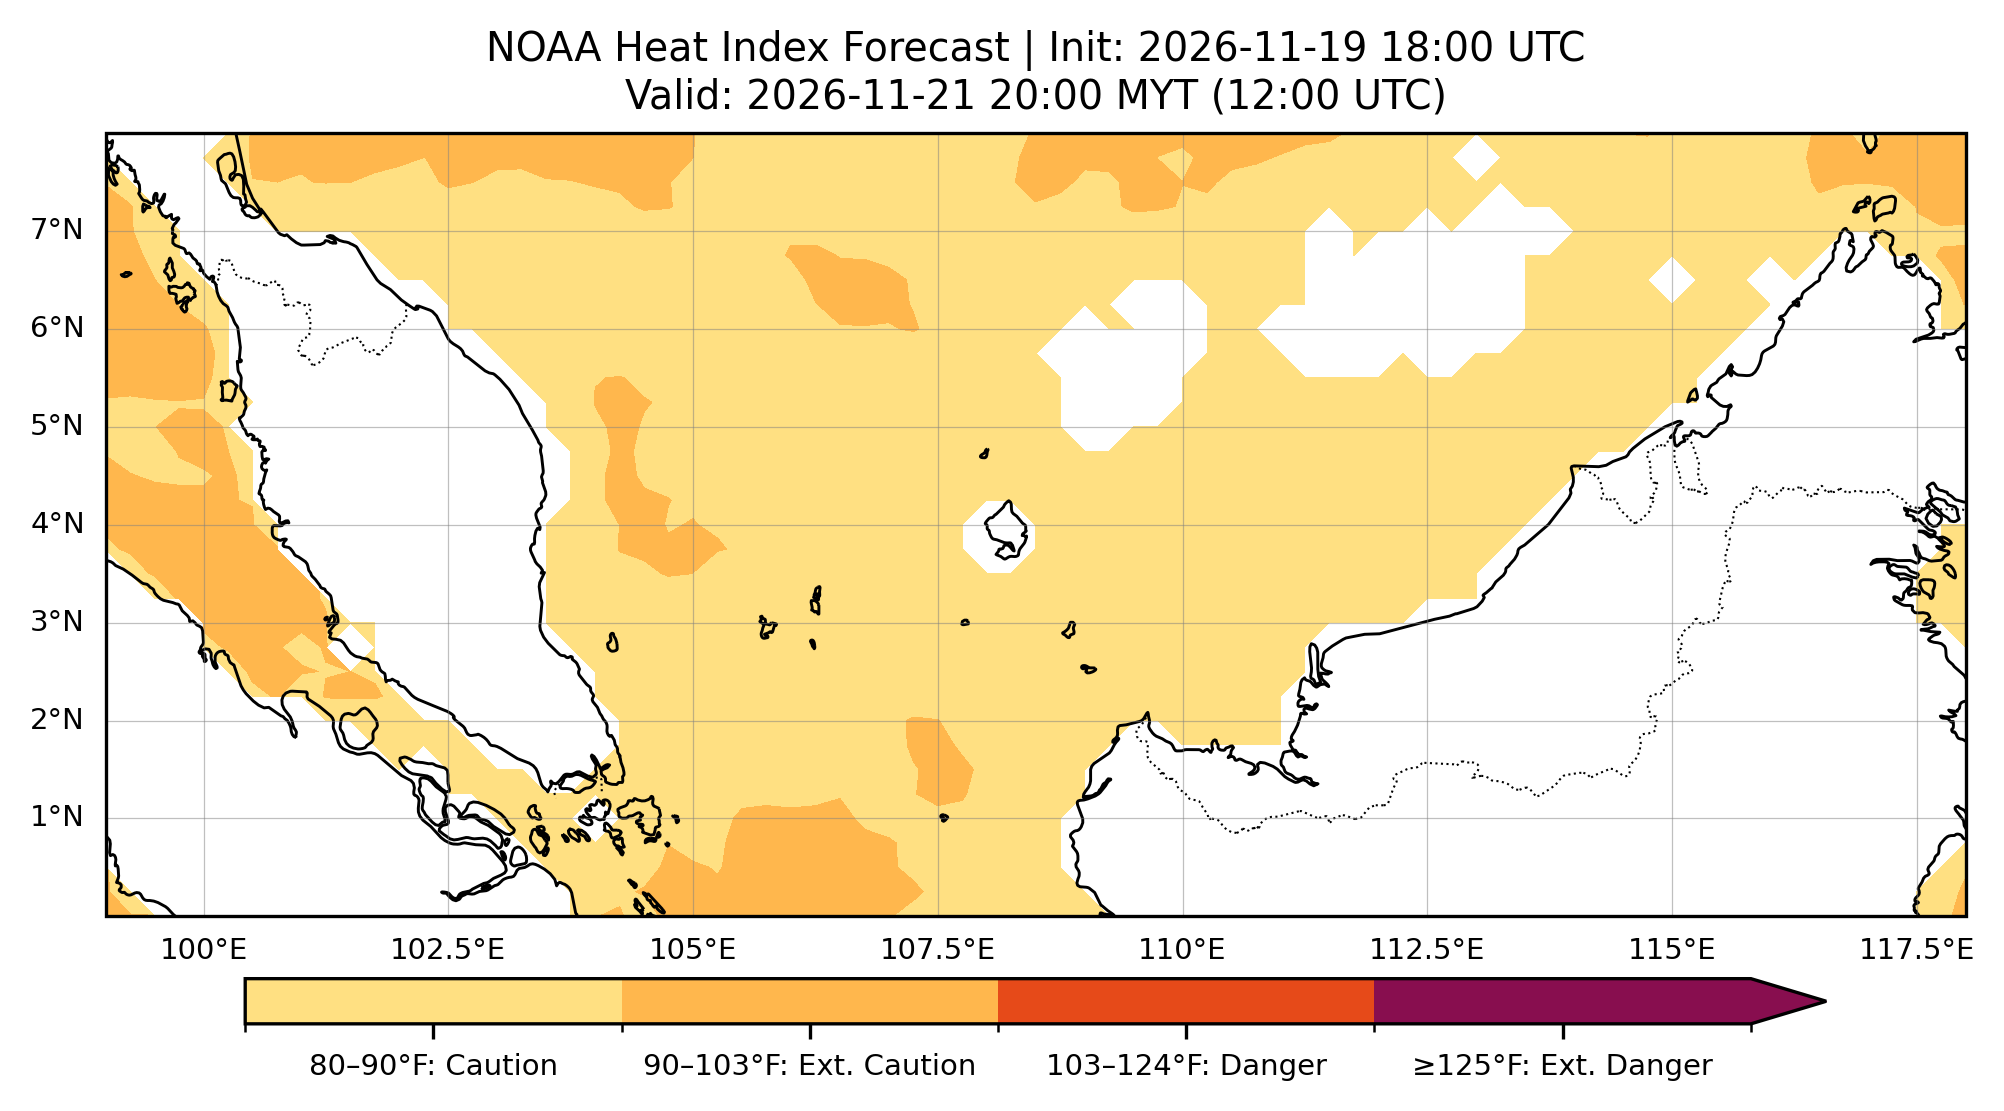 NOAA Heat Index Forecast | Init: 2026-11-19 18:00 UTC
Valid: 2026-11-21 20:00 MYT (12:00 UTC)
7°N
6°N
5°N
4°N
3°N
2°N
1°N
100°E 102.5°E 105°E 107.5°E 110°E 112.5°E 115°E 117.5°E
80–90°F: Caution 90–103°F: Ext. Caution 103–124°F: Danger ≥125°F: Ext. Danger